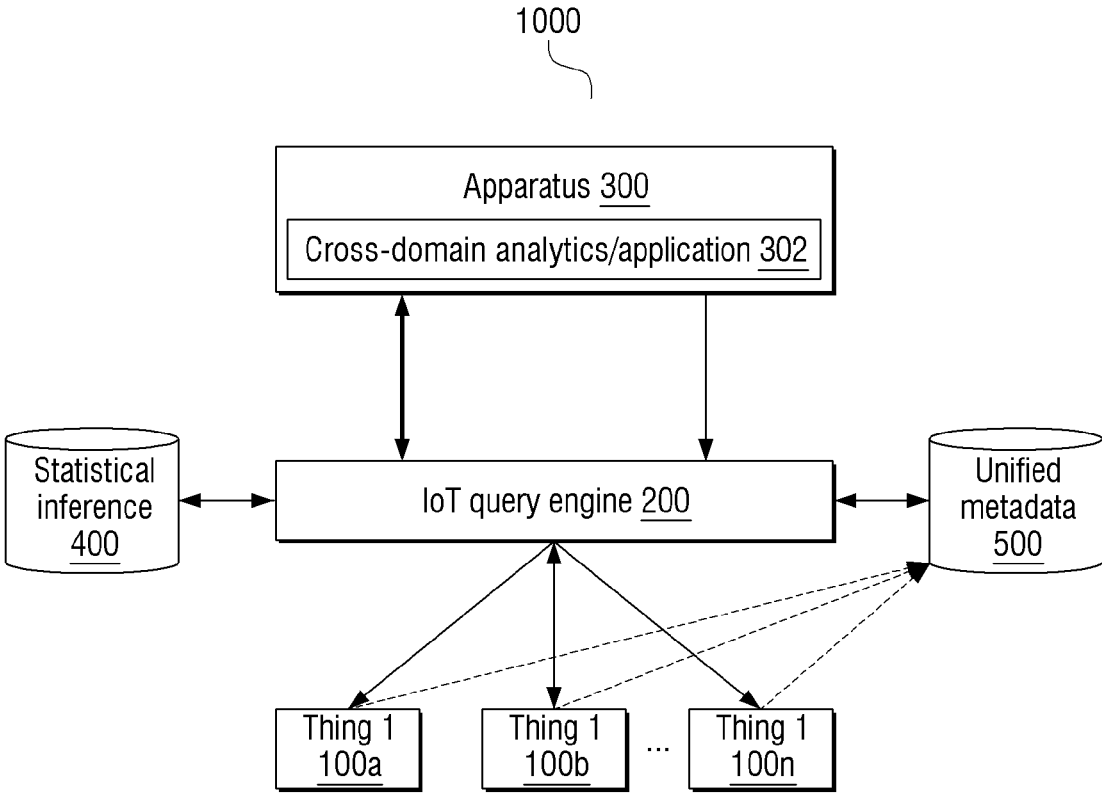 1000
Apparatus 300
Cross-domain analytics/application 302
Statistical
inference
400
IoT query engine 200
Unified
metadata
500
Thing 1
100a
Thing 1
100b
...
Thing 1
100n